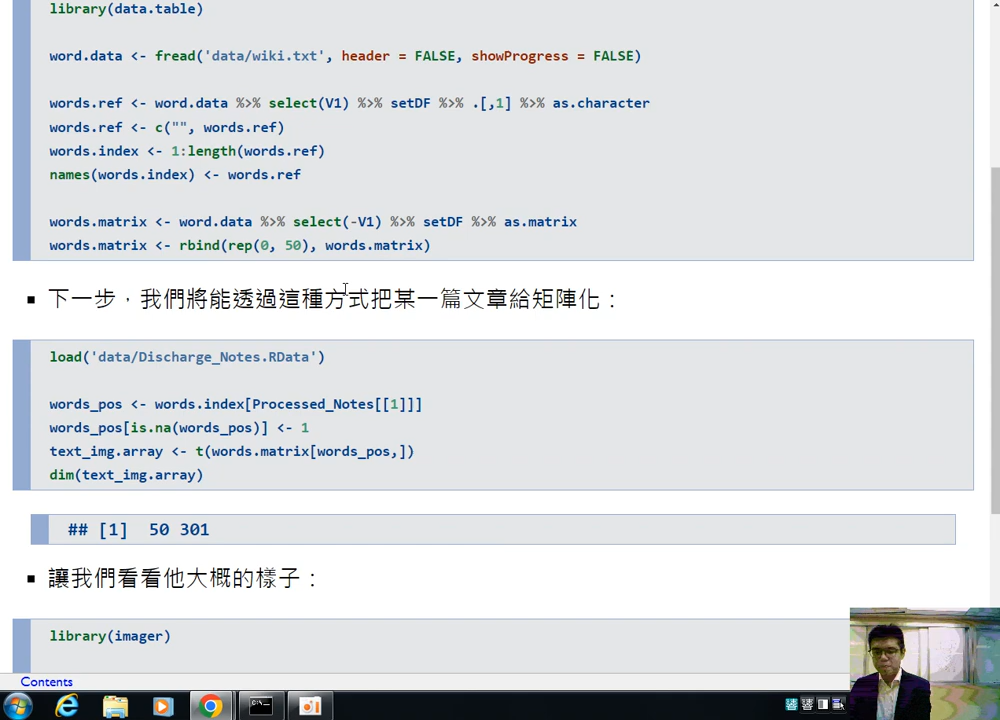 library(data.table)
word.data <- fread('data/wiki.txt', header = FALSE, showProgress = FALSE)
words.ref <- word.data %>% select(V1) %>% setDF %>% .[,1] %>% as.character
words.ref <- c("", words.ref)
words.index <- 1:length(words.ref)
names(words.index) <- words.ref
words.matrix <- word.data %>% select(-V1) %>% setDF %>% as.matrix
words.matrix <- rbind(rep(0, 50), words.matrix)
▪ 下一步，我們將能透過這種方式把某一篇文章給矩陣化：
load('data/Discharge_Notes.RData')
words_pos <- words.index[Processed_Notes[[1]]]
words_pos[is.na(words_pos)] <- 1
text_img.array <- t(words.matrix[words_pos,])
dim(text_img.array)
## [1]  50 301
▪ 讓我們看看他大概的樣子：
library(imager)
Contents